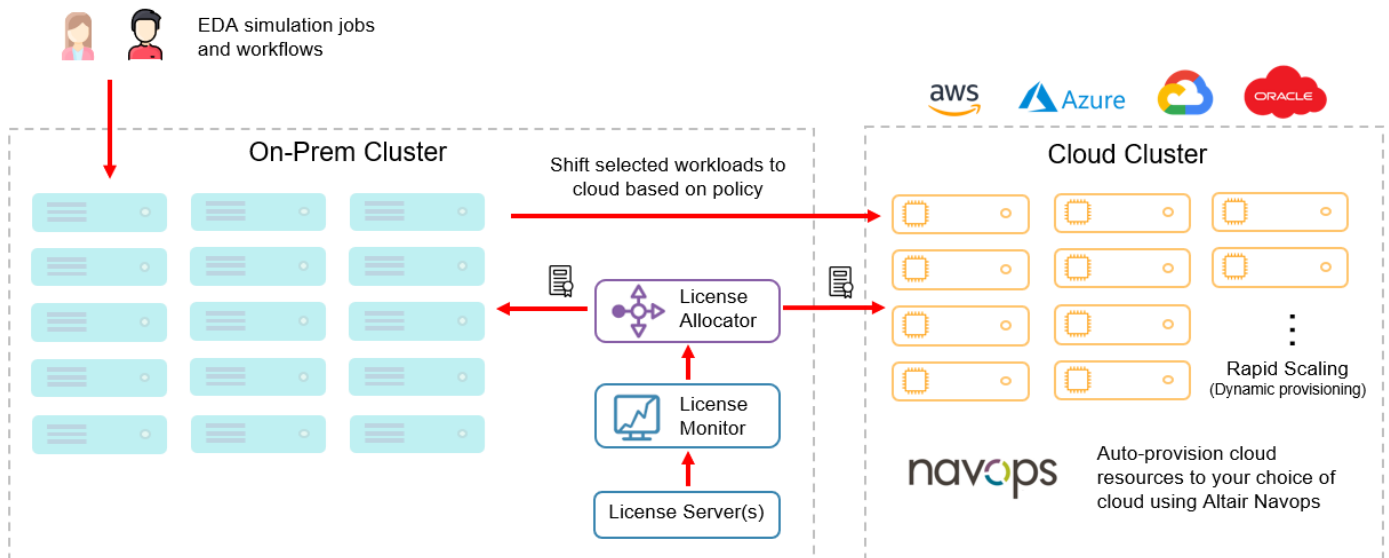 EDA simulation jobs
and workflows
aws
Azure
ORACLE
On-Prem Cluster
Shift selected workloads to
cloud based on policy
License
Allocator
License
Monitor
License Server(s)
Cloud Cluster
Rapid Scaling
(Dynamic provisioning)
navops
Auto-provision cloud
resources to your choice of
cloud using Altair Navops